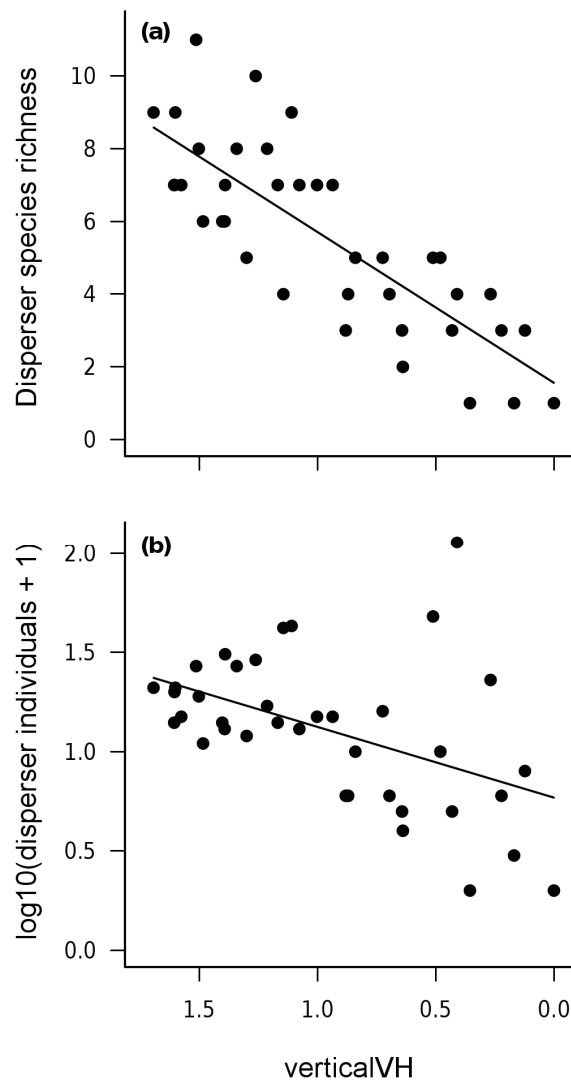 (a)
Disperser species richness
10
8
6
4
2
0
(b)
log10(disperser individuals + 1)
2.0
1.5
1.0
0.5
0.0
1.5 1.0 0.5 0.0
verticalVH